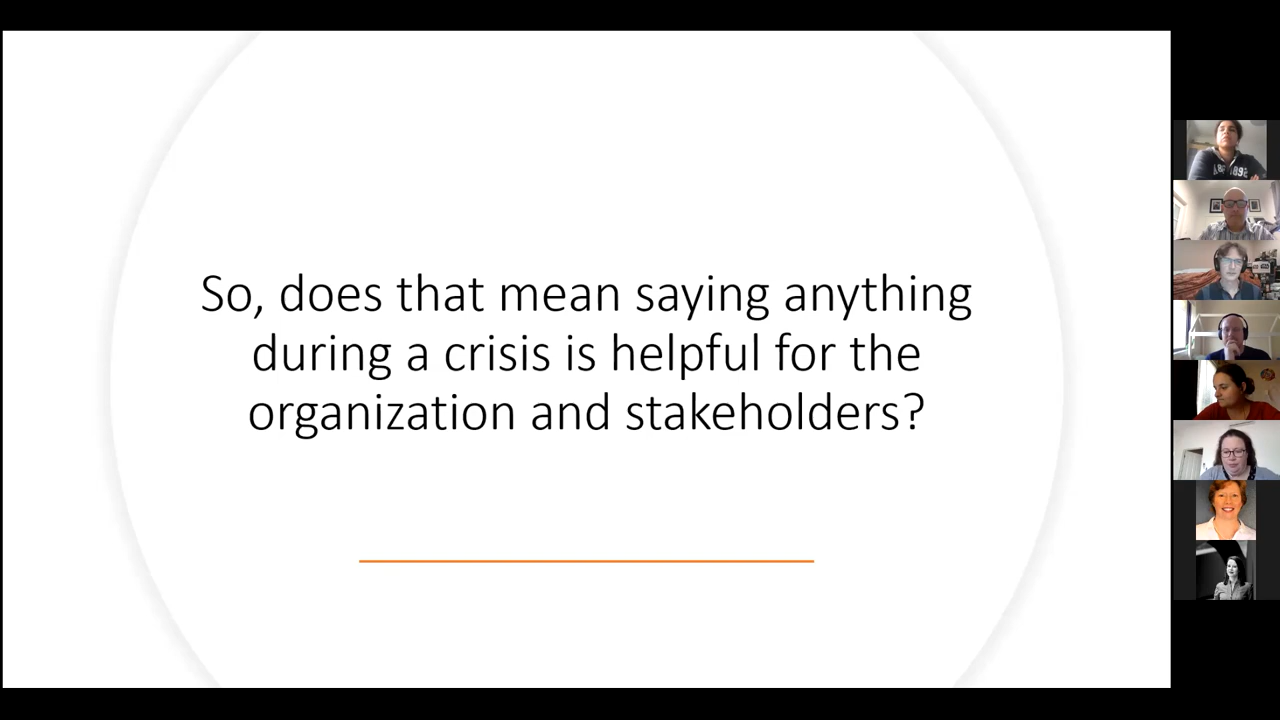 So, does that mean saying anything
during a crisis is helpful for the
organization and stakeholders?